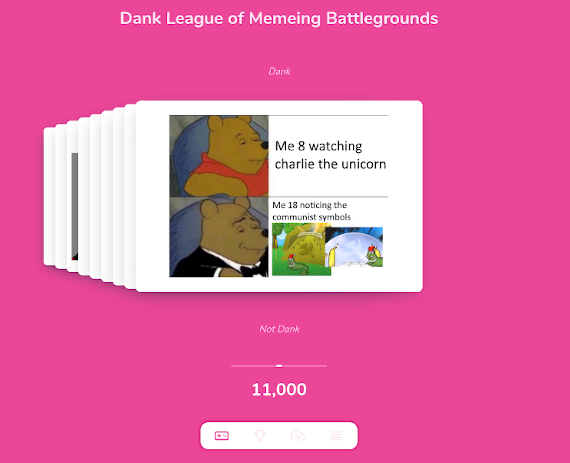 Dank League of Memeing Battlegrounds
Dank
Me 8 watching
charlie the unicorn
Me 18 noticing the
communist symbols
Not Dank
11,000